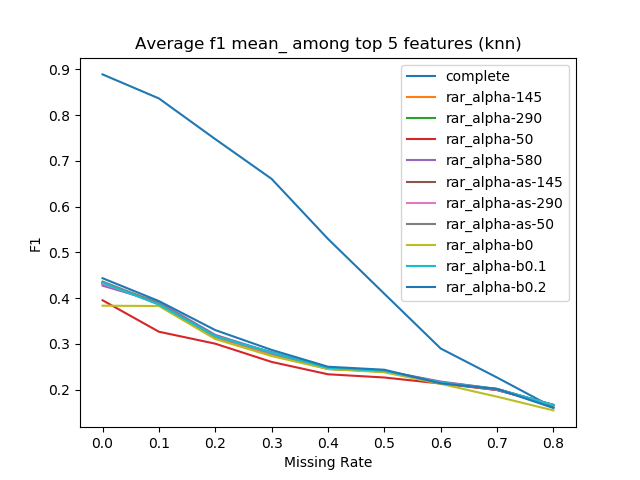 Average f1 mean_ among top 5 features (knn)
complete
rar_alpha-145
rar_alpha-290
rar_alpha-50
rar_alpha-580
rar_alpha-as-145
rar_alpha-as-290
rar_alpha-as-50
rar_alpha-b0
rar_alpha-b0.1
rar_alpha-b0.2
F1
0.9
0.8
0.7
0.6
0.5
0.4
0.3
0.2
0.0 0.1 0.2 0.3 0.4 0.5 0.6 0.7 0.8
Missing Rate